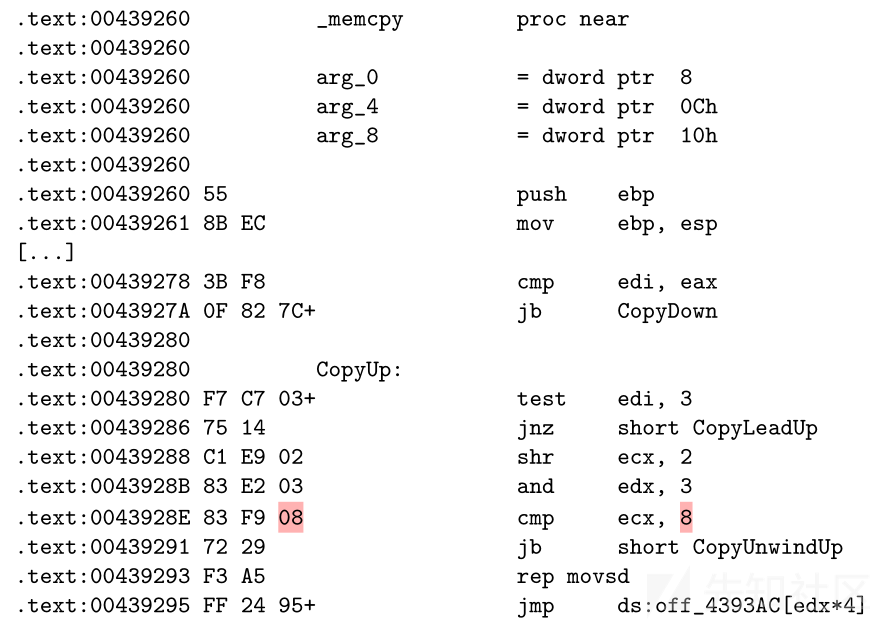 .text:00439260 _memcpy proc near
.text:00439260
.text:00439260 arg_0 = dword ptr 8
.text:00439260 arg_4 = dword ptr 0Ch
.text:00439260 arg_8 = dword ptr 10h
.text:00439260
.text:00439260 55 push ebp
.text:00439261 8B EC mov ebp, esp
[...]
.text:00439278 3B F8 cmp edi, eax
.text:0043927A 0F 82 7C+ jb CopyDown
.text:00439280
.text:00439280 CopyUp:
.text:00439280 F7 C7 03+ test edi, 3
.text:00439286 75 14 jnz short CopyLeadUp
.text:00439288 C1 E9 02 shr ecx, 2
.text:0043928B 83 E2 03 and edx, 3
.text:0043928E 83 F9 08 cmp ecx, 8
.text:00439291 72 29 jb short CopyUnwindUp
.text:00439293 F3 A5 rep movsd
.text:00439295 FF 24 95+ jmp ds:off_4393AC[edx*4]
先知社区